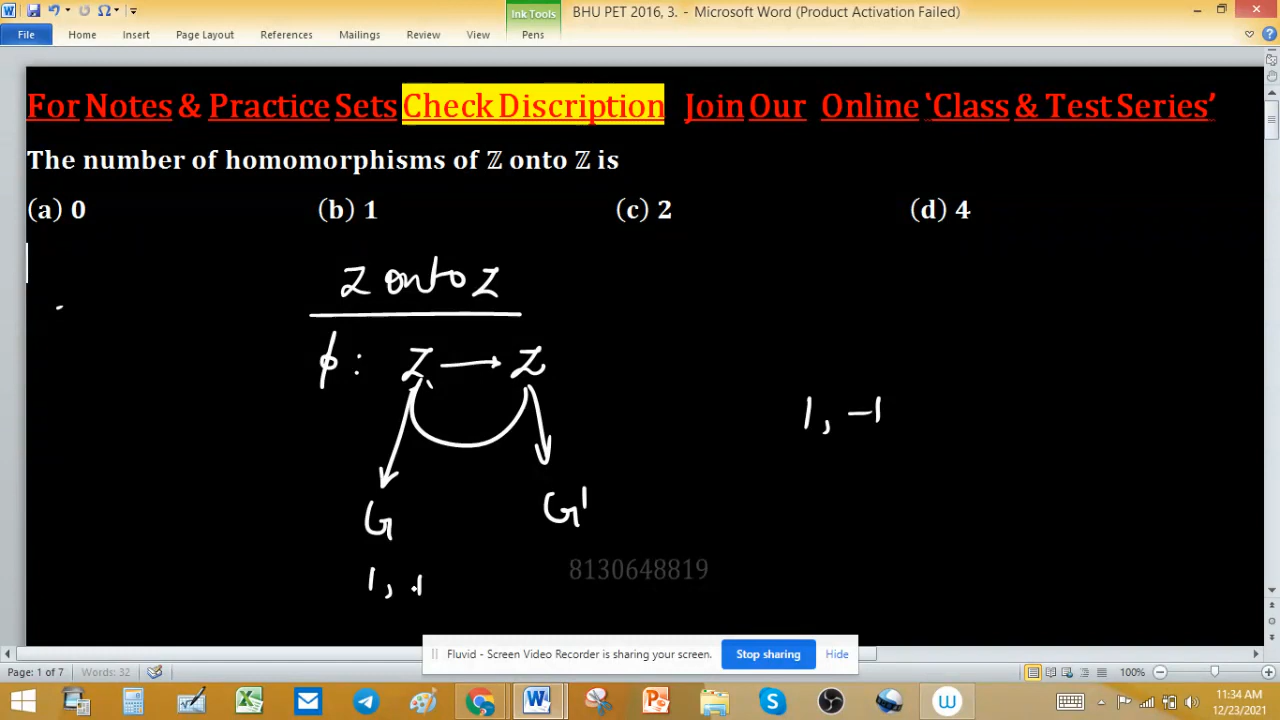 BHU PET 2016, 3. - Microsoft Word (Product Activation Failed)
Ink Tools
File Home Insert Page Layout References Mailings Review View Pens
For Notes & Practice Sets Check Discription Join Our Online 'Class & Test Series'
The number of homomorphisms of ℤ onto ℤ is
(a) 0 (b) 1 (c) 2 (d) 4
Z onto Z
ϕ : Z → Z
1, -1
G G'
1,
8130648819
Fluvid - Screen Video Recorder is sharing your screen. Stop sharing Hide
Page: 1 of 7 Words: 32 100%
11:34 AM
12/23/2021